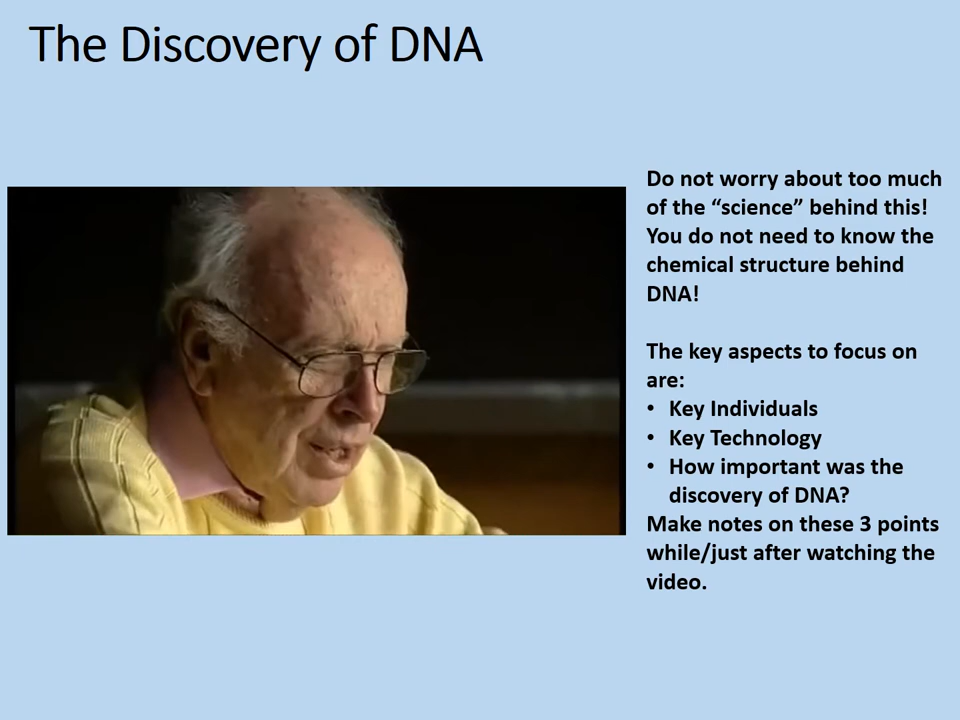 The Discovery of DNA
Do not worry about too much
of the “science” behind this!
You do not need to know the
chemical structure behind
DNA!
The key aspects to focus on
are:
• Key Individuals
• Key Technology
• How important was the
discovery of DNA?
Make notes on these 3 points
while/just after watching the
video.